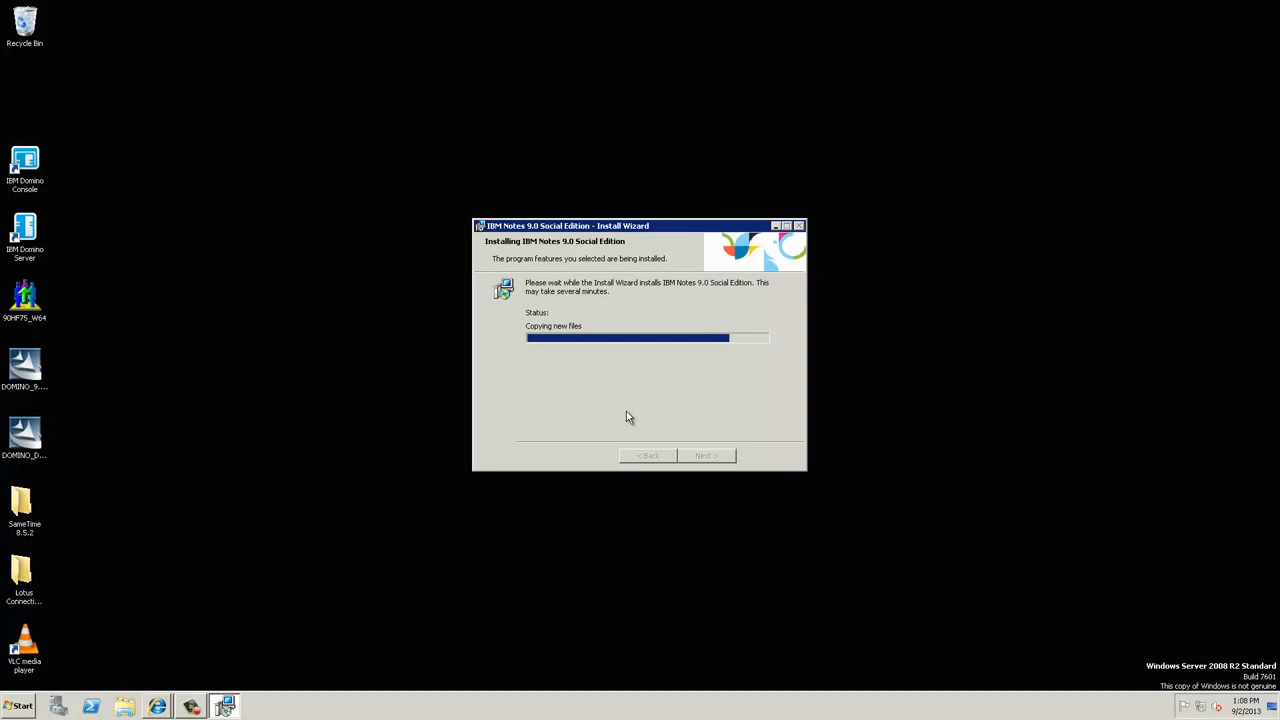 Recycle Bin
IBM Domino
Console
IBM Domino
Server
90HF75_W64
DOMINO_9....
DOMINO_D...
SameTime
8.5.2
Lotus
Connecti...
VLC media
player
IBM Notes 9.0 Social Edition - Install Wizard
Installing IBM Notes 9.0 Social Edition
The program features you selected are being installed.
Please wait while the Install Wizard installs IBM Notes 9.0 Social Edition. This
may take several minutes.
Status:
Copying new files
< Back
Next >
Windows Server 2008 R2 Standard
Build 7601
This copy of Windows is not genuine
Start
1:08 PM
9/2/2013